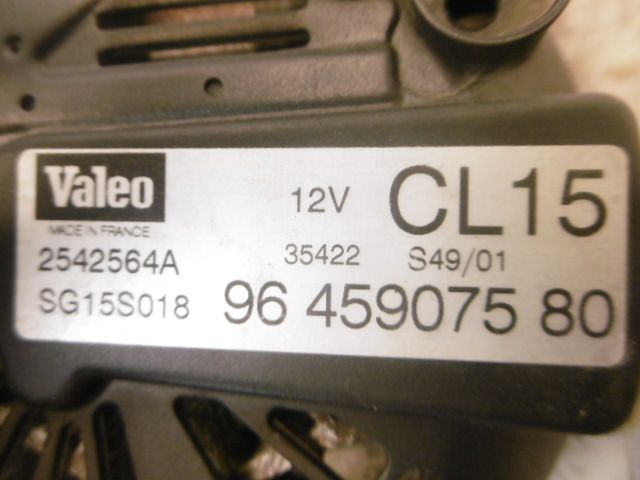 Valeo
MADE IN FRANCE
12V CL15
2542564A 35422 S49/01
SG15S018 96 459075 80